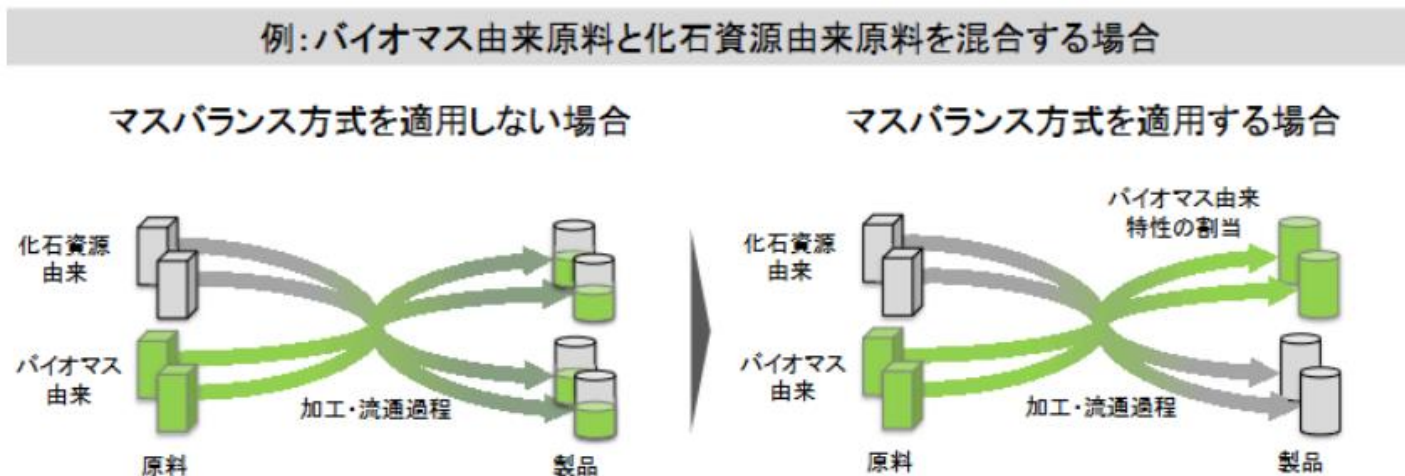 例：バイオマス由来原料と化石資源由来原料を混合する場合
マスバランス方式を適用しない場合
化石資源
由来
バイオマス
由来
加工・流通過程
原料
製品
マスバランス方式を適用する場合
バイオマス由来
特性の割当
化石資源
由来
バイオマス
由来
加工・流通過程
原料
製品